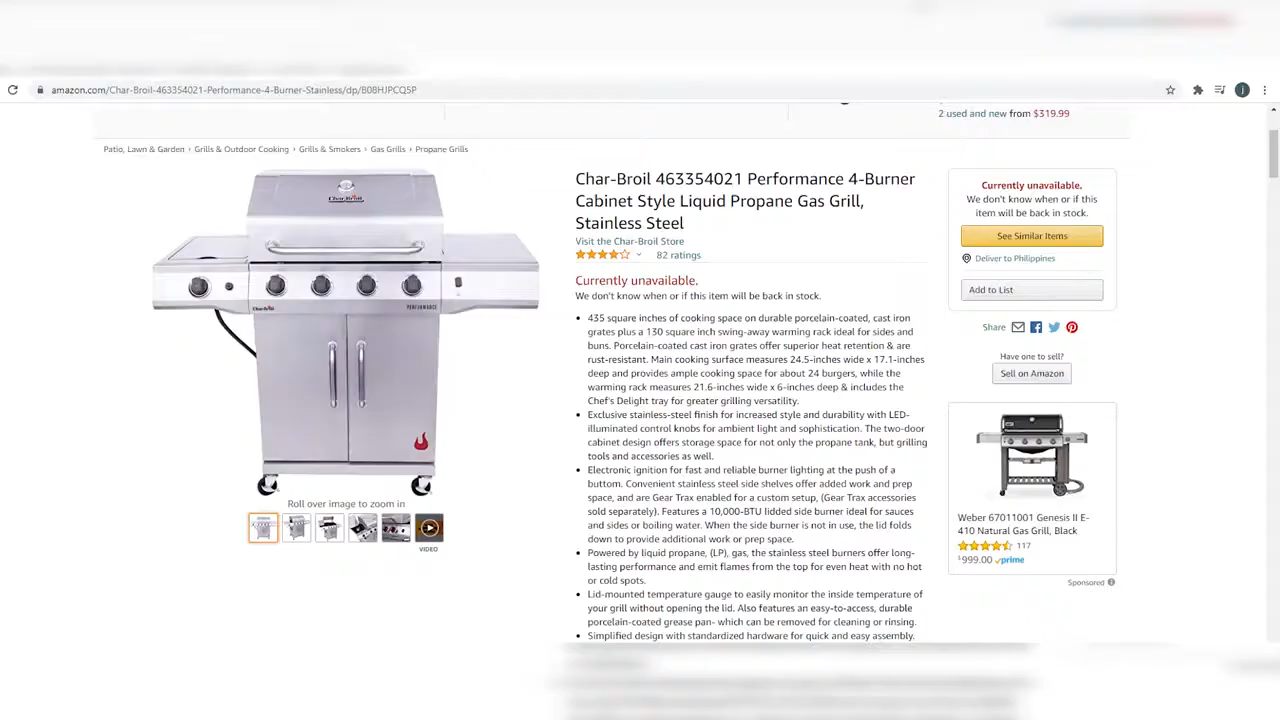 amazon.com/Char-Broil-463354021-Performance-4-Burner-Stainless/dp/B08HJPCQ5P
j
2 used and new from $319.99
Patio, Lawn & Garden › Grills & Outdoor Cooking › Grills & Smokers › Gas Grills › Propane Grills
Char-Broil
Char-Broil
PERFORMANCE
Roll over image to zoom in
VIDEO
Char-Broil 463354021 Performance 4-Burner
Cabinet Style Liquid Propane Gas Grill,
Stainless Steel
Visit the Char-Broil Store
82 ratings
Currently unavailable.
We don't know when or if this item will be back in stock.
• 435 square inches of cooking space on durable porcelain-coated, cast iron
grates plus a 130 square inch swing-away warming rack ideal for sides and
buns. Porcelain-coated cast iron grates offer superior heat retention & are
rust-resistant. Main cooking surface measures 24.5-inches wide x 17.1-inches
deep and provides ample cooking space for about 24 burgers, while the
warming rack measures 21.6-inches wide x 6-inches deep & includes the
Chef's Delight tray for greater grilling versatility.
• Exclusive stainless-steel finish for increased style and durability with LED-
illuminated control knobs for ambient light and sophistication. The two-door
cabinet design offers storage space for not only the propane tank, but grilling
tools and accessories as well.
• Electronic ignition for fast and reliable burner lighting at the push of a
buttom. Convenient stainless steel side shelves offer added work and prep
space, and are Gear Trax enabled for a custom setup, (Gear Trax accessories
sold separately). Features a 10,000-BTU lidded side burner ideal for sauces
and sides or boiling water. When the side burner is not in use, the lid folds
down to provide additional work or prep space.
• Powered by liquid propane, (LP), gas, the stainless steel burners offer long-
lasting performance and emit flames from the top for even heat with no hot
or cold spots.
• Lid-mounted temperature gauge to easily monitor the inside temperature of
your grill without opening the lid. Also features an easy-to-access, durable
porcelain-coated grease pan- which can be removed for cleaning or rinsing.
• Simplified design with standardized hardware for quick and easy assembly.
Currently unavailable.
We don't know when or if this
item will be back in stock.
See Similar Items
Deliver to Philippines
Add to List
Share
Have one to sell?
Sell on Amazon
Weber 67011001 Genesis II E-
410 Natural Gas Grill, Black
117
$999.00 prime
Sponsored